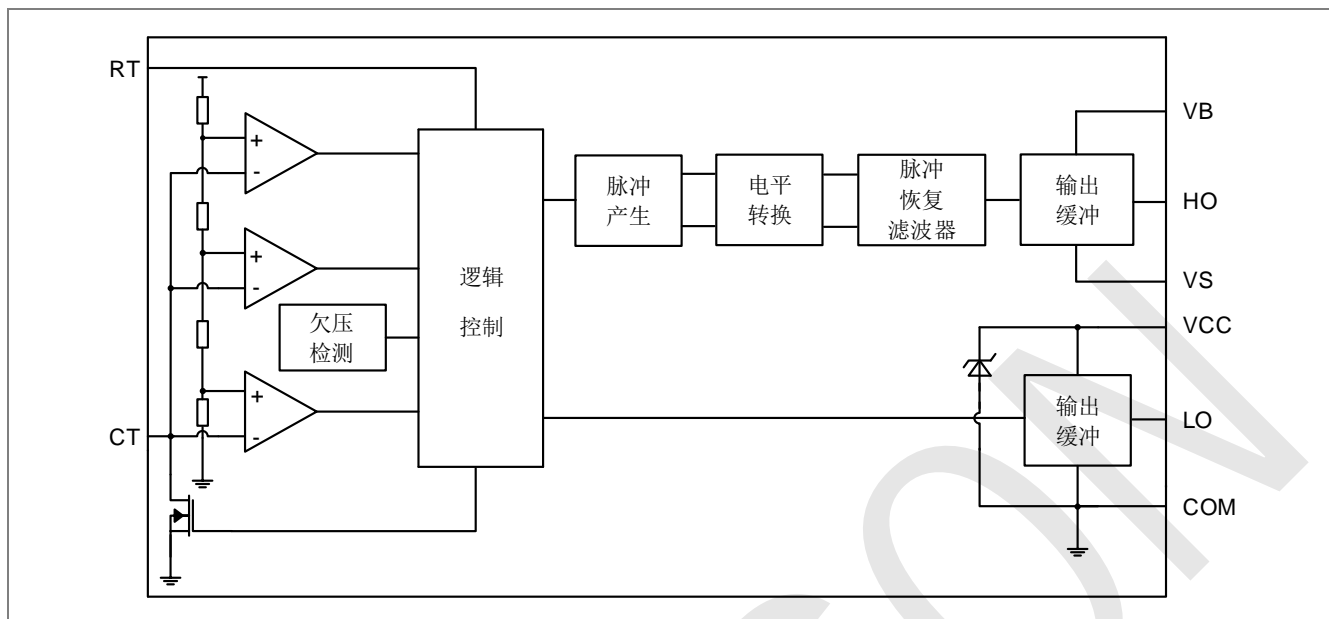 RT
VB
+
-
脉冲
产生
电平
转换
脉冲
恢复
滤波器
输出
缓冲
HO
+
-
逻辑
控制
VS
欠压
检测
VCC
+
-
输出
缓冲
LO
CT
COM